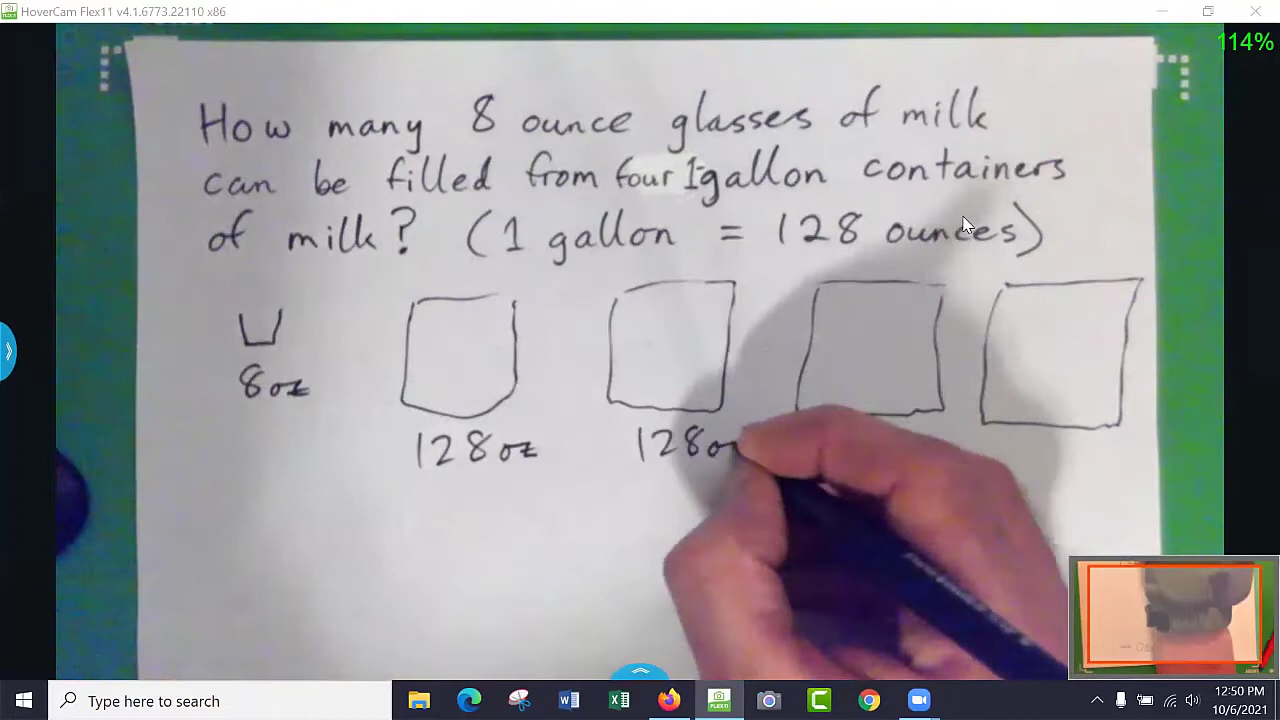 HoverCam Flex11 v4.1.6773.22110 x86
114%
How many 8 ounce glasses of milk
can be filled from four 1-gallon containers
of milk? (1 gallon = 128 ounces)
8oz
128oz 128oz
Type here to search
FLEX11
12:50 PM
10/6/2021